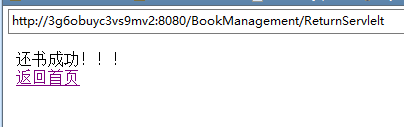 http://3g6obuyc3vs9mv2:8080/BookManagement/ReturnServlelt
还书成功！！！
返回首页